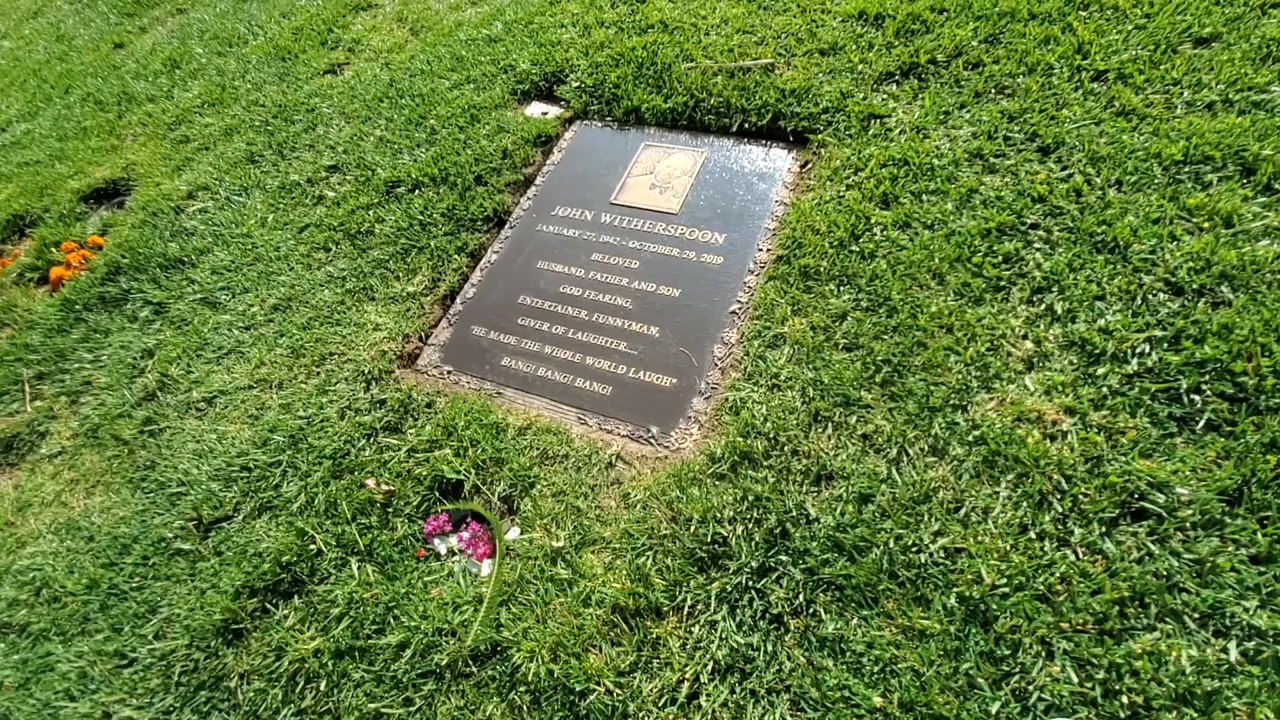 JOHN WITHERSPOON
JANUARY 27, 1942 - OCTOBER 29, 2019
BELOVED
HUSBAND, FATHER AND SON
GOD FEARING,
ENTERTAINER, FUNNYMAN,
GIVER OF LAUGHTER....
"HE MADE THE WHOLE WORLD LAUGH"
BANG! BANG! BANG!